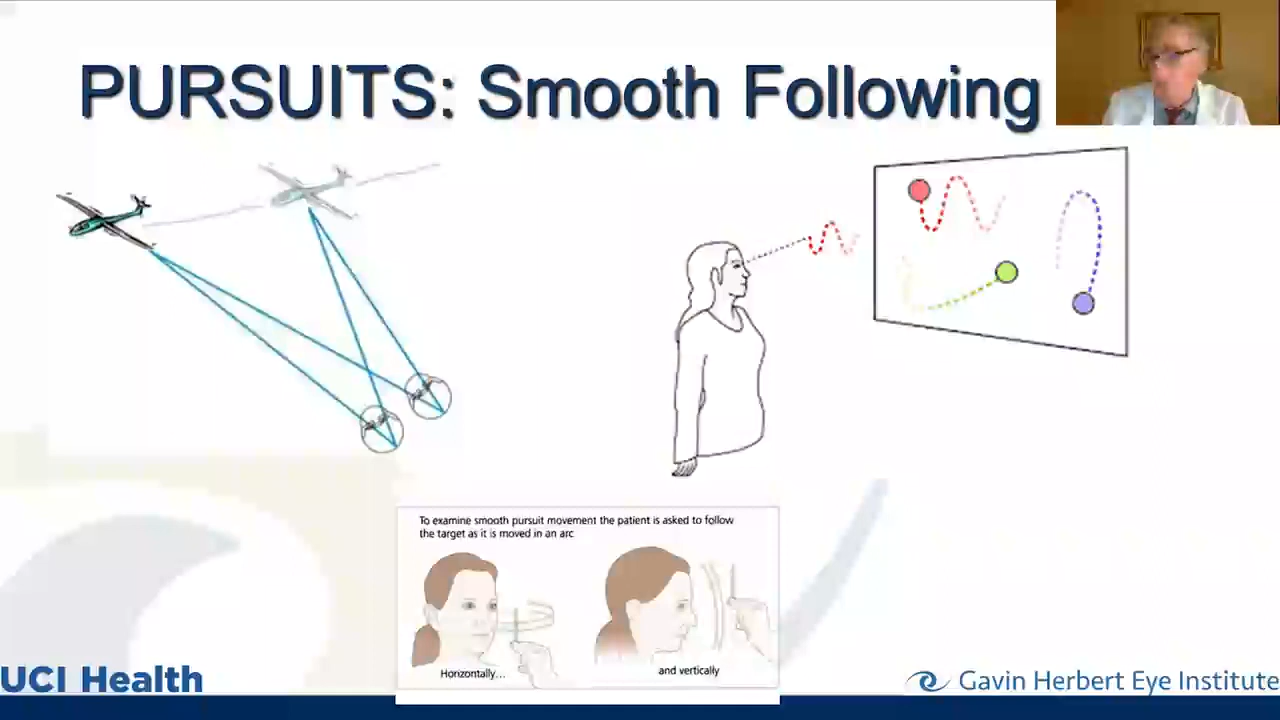 PURSUITS: Smooth Following
To examine smooth pursuit movement the patient is asked to follow
the target as it is moved in an arc
Horizontally...
and vertically
UCI Health
Gavin Herbert Eye Institute